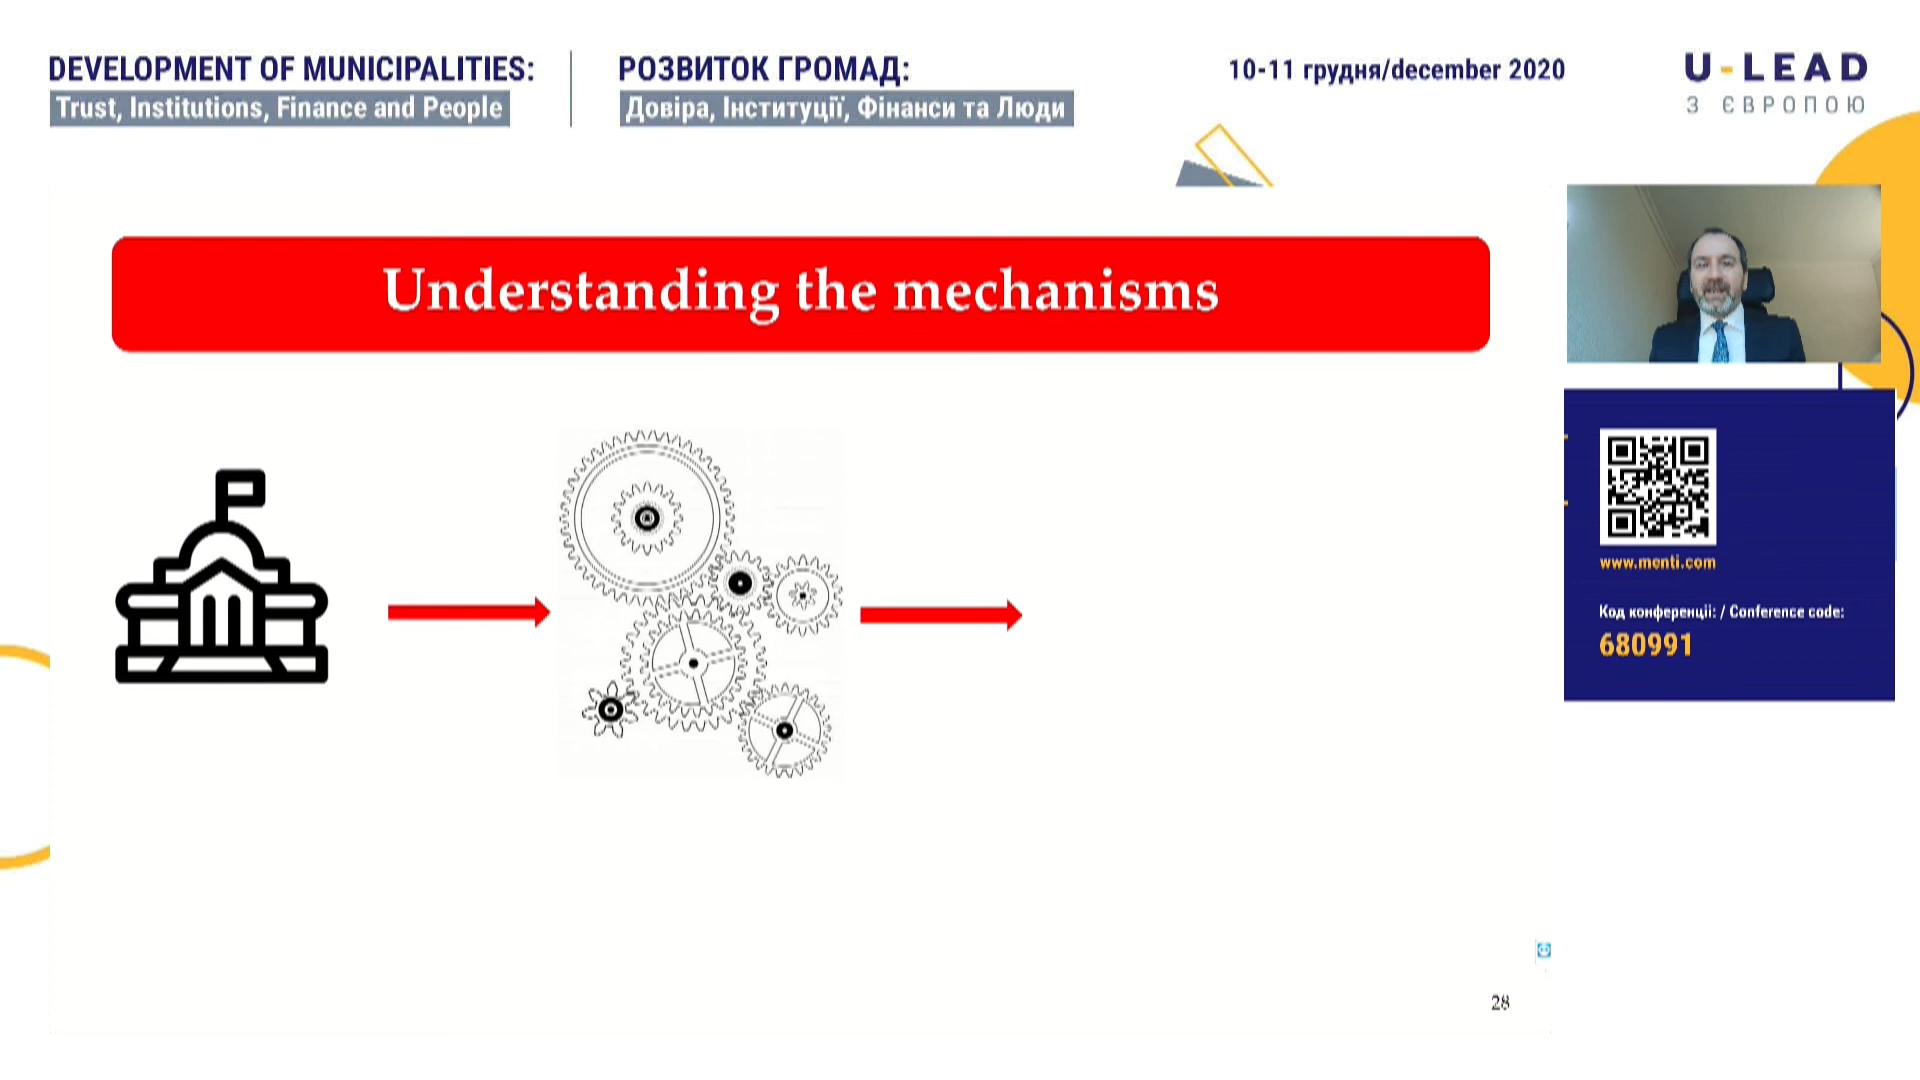 DEVELOPMENT OF MUNICIPALITIES:
Trust, Institutions, Finance and People
РОЗВИТОК ГРОМАД:
Довіра, Інституції, Фінанси та Люди
10-11 грудня/december 2020
U-LEAD
З ЄВРОПОЮ
Understanding the mechanisms
www.menti.com
Код конференції: / Conference code:
680991
28